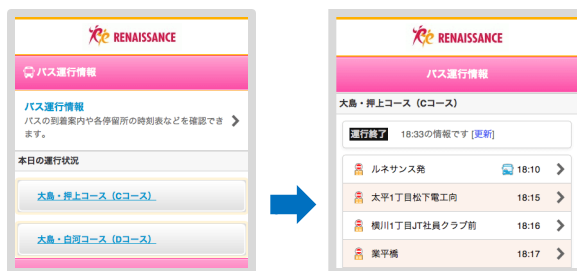 RENAISSANCE
バス運行情報
バス運行情報
バスの到着案内や各停留所の時刻表などを確認でき
ます。
本日の運行状況
大島・押上コース（Cコース）
大島・白河コース（Dコース）
RENAISSANCE
バス運行情報
大島・押上コース（Cコース）
運行終了 18:33の情報です [更新]
ルネサンス発 18:10
太平1丁目松下電工向 18:15
横川1丁目JT社員クラブ前 18:16
業平橋 18:17